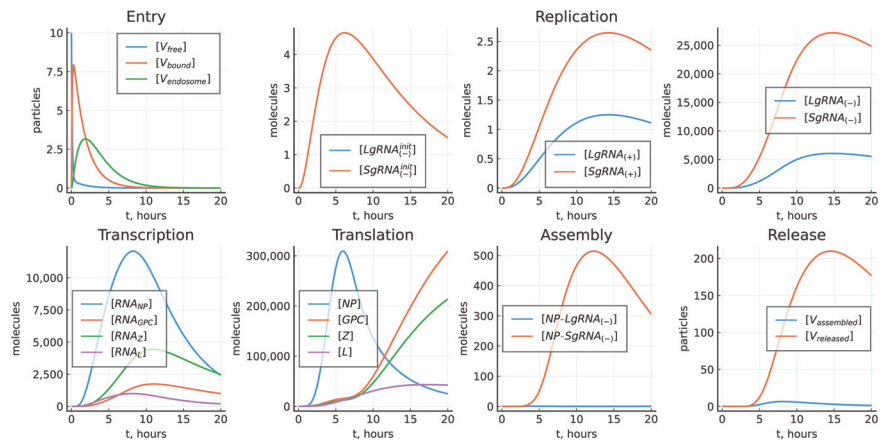 Entry
10
7.5
5.0
2.5
0
particles
[V_free]
[V_bound]
[V_endosome]
0 5 10 15 20
t, hours
4
3
2
1
0
molecules
[LgRNA^init_(−)]
[SgRNA^init_(−)]
0 5 10 15 20
t, hours
Replication
2.5
2.0
1.5
1.0
0.5
0
molecules
[LgRNA_(+)]
[SgRNA_(+)]
0 5 10 15 20
t, hours
25,000
20,000
15,000
10,000
5,000
0
molecules
[LgRNA_(−)]
[SgRNA_(−)]
0 5 10 15 20
t, hours
Transcription
10,000
7,500
5,000
2,500
0
molecules
[RNA_NP]
[RNA_GPC]
[RNA_Z]
[RNA_L]
0 5 10 15 20
t, hours
Translation
300,000
200,000
100,000
0
molecules
[NP]
[GPC]
[Z]
[L]
0 5 10 15 20
t, hours
Assembly
500
400
300
200
100
0
molecules
[NP-LgRNA_(−)]
[NP-SgRNA_(−)]
0 5 10 15 20
t, hours
Release
200
150
100
50
0
particles
[V_assembled]
[V_released]
0 5 10 15 20
t, hours